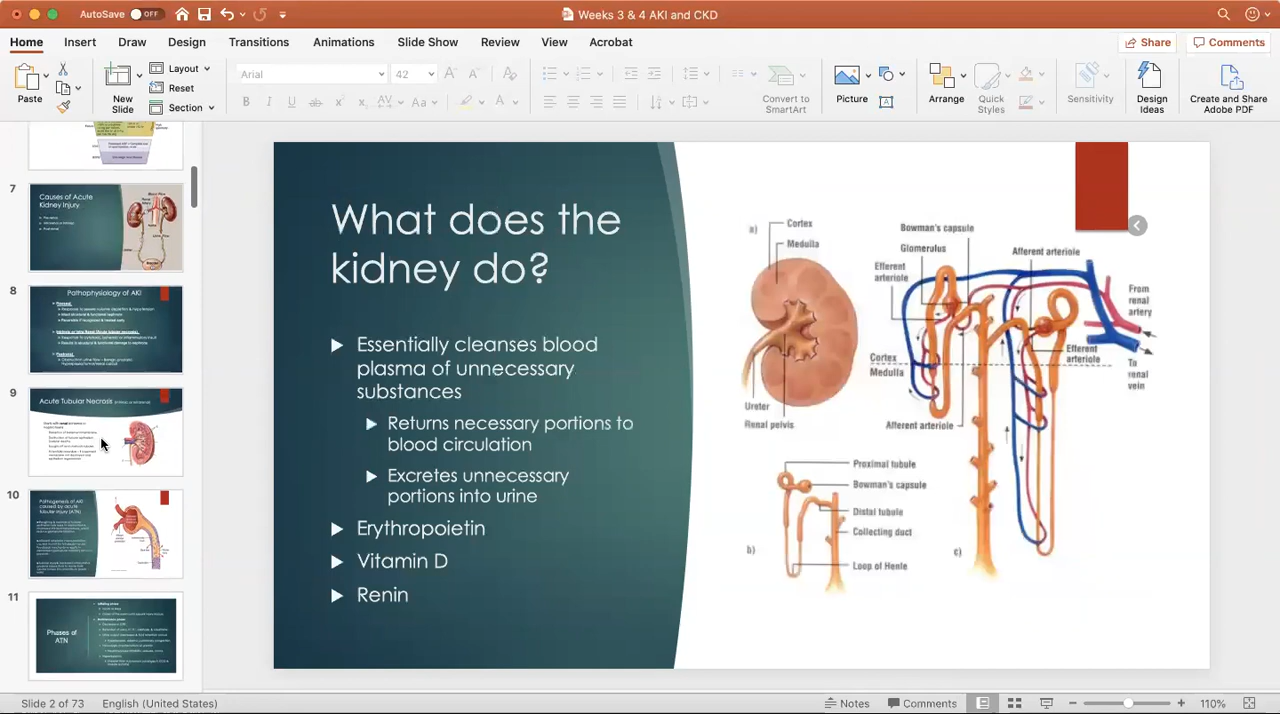 AutoSave OFF
Weeks 3 & 4 AKI and CKD
Home Insert Draw Design Transitions Animations Slide Show Review View Acrobat
Share Comments
Paste
New Slide
Layout
Reset
Section
Arial 42
Convert to SmartArt
Picture
Arrange
Quick Styles
Sensitivity
Design Ideas
Create and Share Adobe PDF
7
Causes of Acute
Kidney Injury
8
Pathophysiology of AKI
9
Acute Tubular Necrosis
10
Pathogenesis of AKI
caused by acute
tubular injury (ATN)
11
Phases of
ATN
What does the
kidney do?
Essentially cleanses blood
plasma of unnecessary
substances
Returns necessary portions to
blood circulation
Excretes unnecessary
portions into urine
Erythropoietin
Vitamin D
Renin
a)
Cortex
Medulla
Ureter
Renal pelvis
Bowman's capsule
Glomerulus
Efferent
arteriole
Afferent arteriole
From
renal
artery
Efferent
arteriole
Cortex
Medulla
To
renal
vein
Afferent arteriole
Proximal tubule
Bowman's capsule
Distal tubule
Collecting duct
b)
c)
Loop of Henle
Slide 2 of 73 English (United States)
Notes Comments 110%